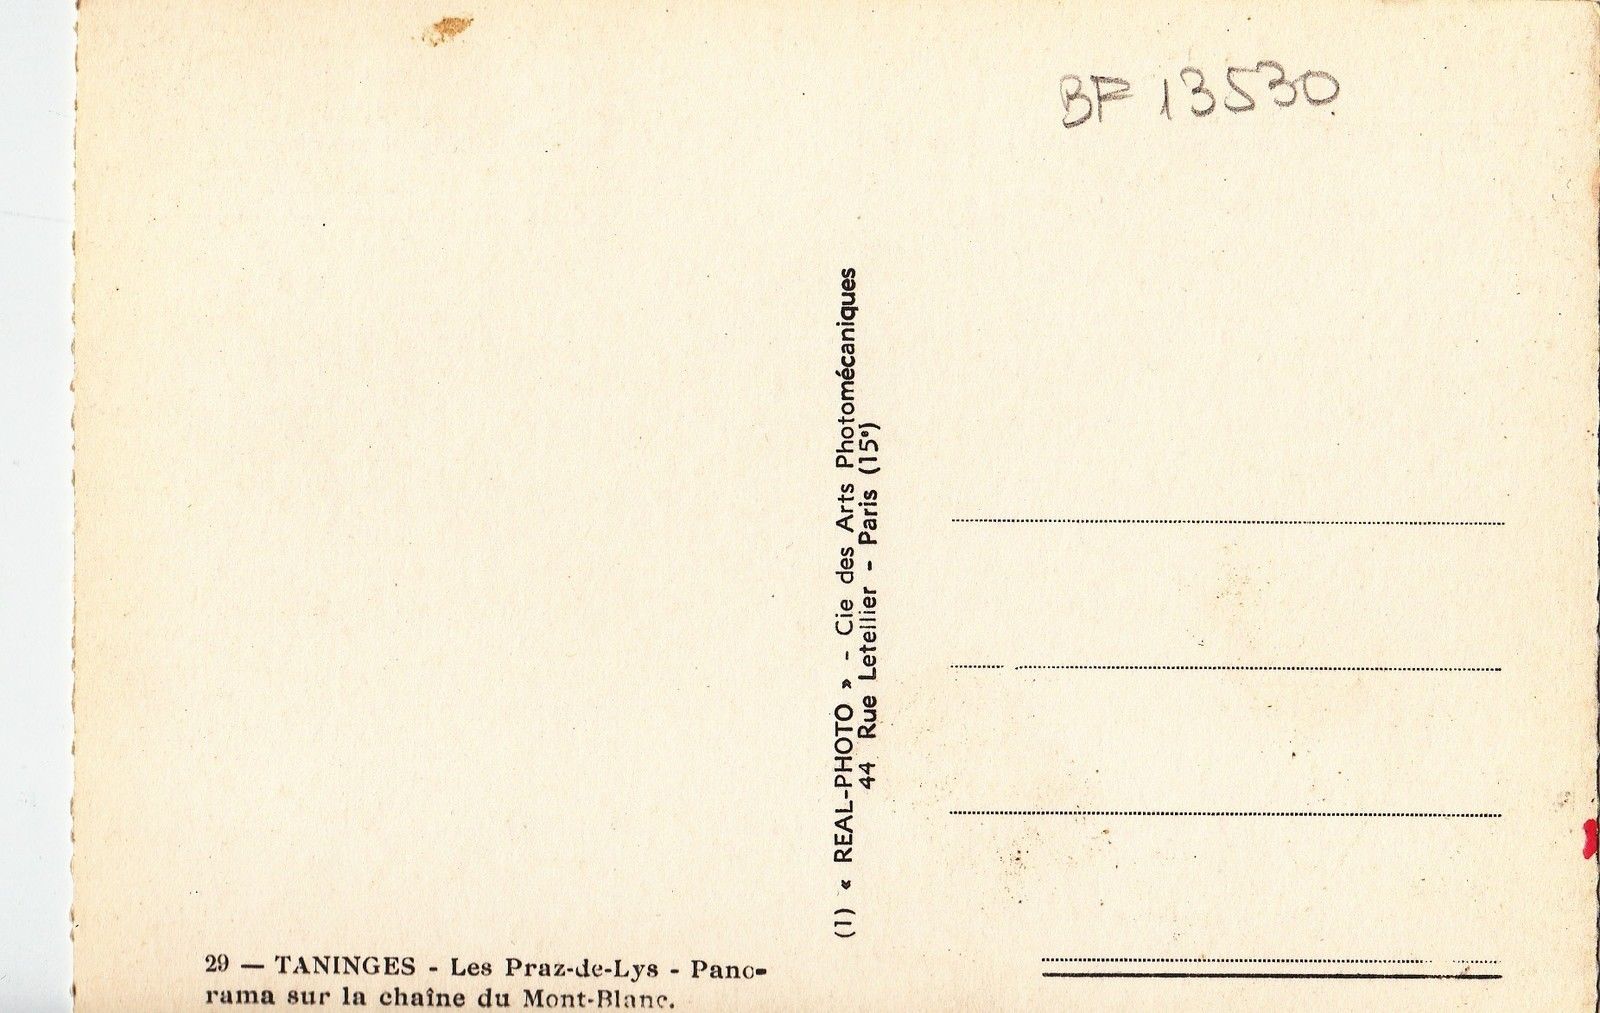 BF 13530
(1) « REAL-PHOTO » - Cie des Arts Photomécaniques
44 Rue Letellier - Paris (15e)
29 — TANINGES - Les Praz-de-Lys - Pano-
rama sur la chaîne du Mont-Blanc.